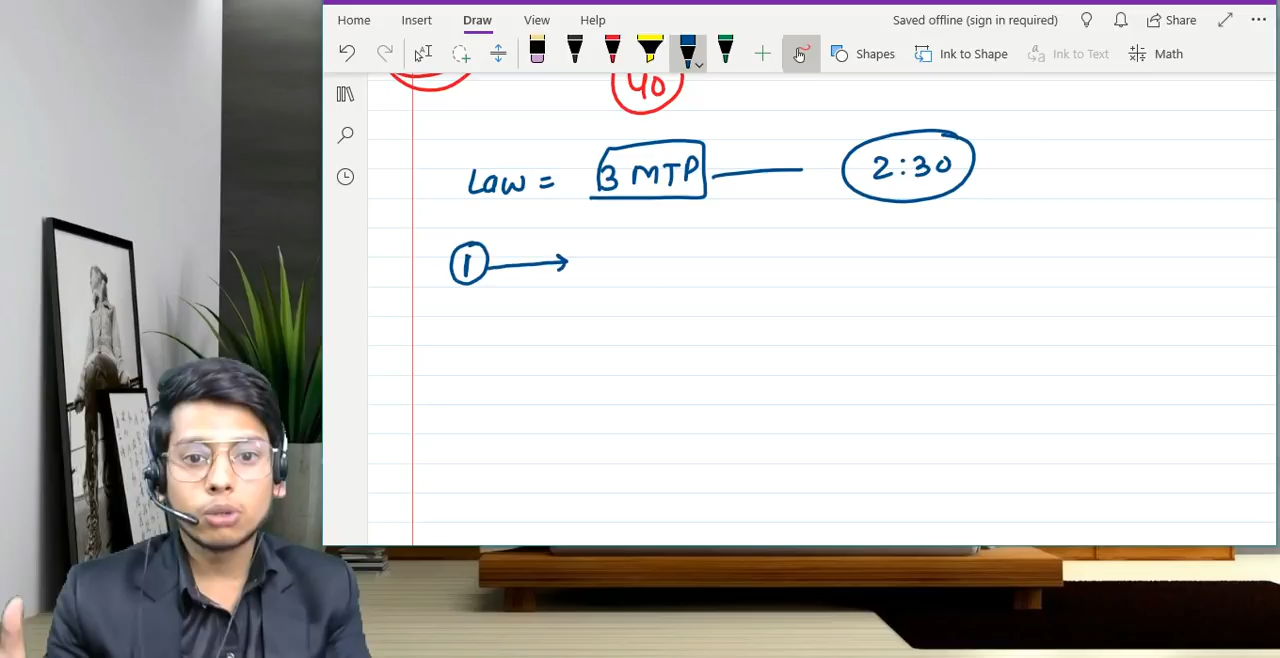 Home Insert Draw View Help Saved offline (sign in required) Share
Shapes Ink to Shape Ink to Text Math
40
Law = 3 MTP 2:30
1